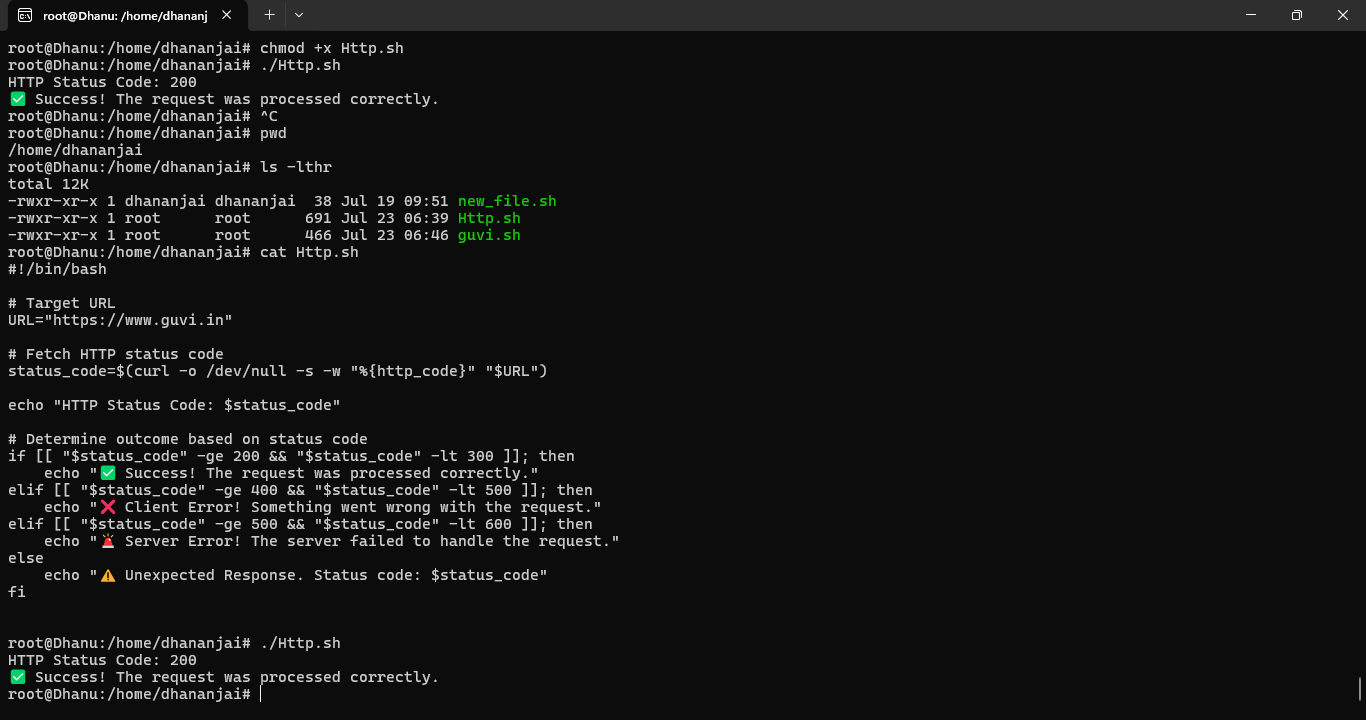 root@Dhanu: /home/dhananj
root@Dhanu:/home/dhananjai# chmod +x Http.sh
root@Dhanu:/home/dhananjai# ./Http.sh
HTTP Status Code: 200
✅ Success! The request was processed correctly.
root@Dhanu:/home/dhananjai# ^C
root@Dhanu:/home/dhananjai# pwd
/home/dhananjai
root@Dhanu:/home/dhananjai# ls -lthr
total 12K
-rwxr-xr-x 1 dhananjai dhananjai  38 Jul 19 09:51 new_file.sh
-rwxr-xr-x 1 root      root      691 Jul 23 06:39 Http.sh
-rwxr-xr-x 1 root      root      466 Jul 23 06:46 guvi.sh
root@Dhanu:/home/dhananjai# cat Http.sh
#!/bin/bash

# Target URL
URL="https://www.guvi.in"

# Fetch HTTP status code
status_code=$(curl -o /dev/null -s -w "%{http_code}" "$URL")

echo "HTTP Status Code: $status_code"

# Determine outcome based on status code
if [[ "$status_code" -ge 200 && "$status_code" -lt 300 ]]; then
    echo "✅ Success! The request was processed correctly."
elif [[ "$status_code" -ge 400 && "$status_code" -lt 500 ]]; then
    echo "❌ Client Error! Something went wrong with the request."
elif [[ "$status_code" -ge 500 && "$status_code" -lt 600 ]]; then
    echo "🚨 Server Error! The server failed to handle the request."
else
    echo "⚠️ Unexpected Response. Status code: $status_code"
fi

root@Dhanu:/home/dhananjai# ./Http.sh
HTTP Status Code: 200
✅ Success! The request was processed correctly.
root@Dhanu:/home/dhananjai#